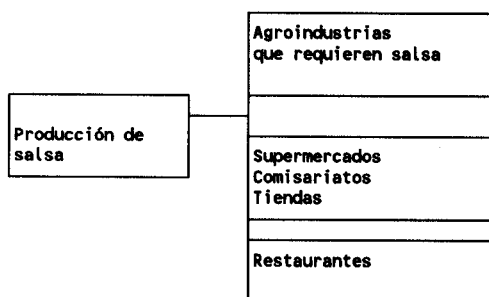 Agroindustrias
que requieren salsa
Producción de
salsa
Supermercados
Comisariatos
Tiendas
Restaurantes